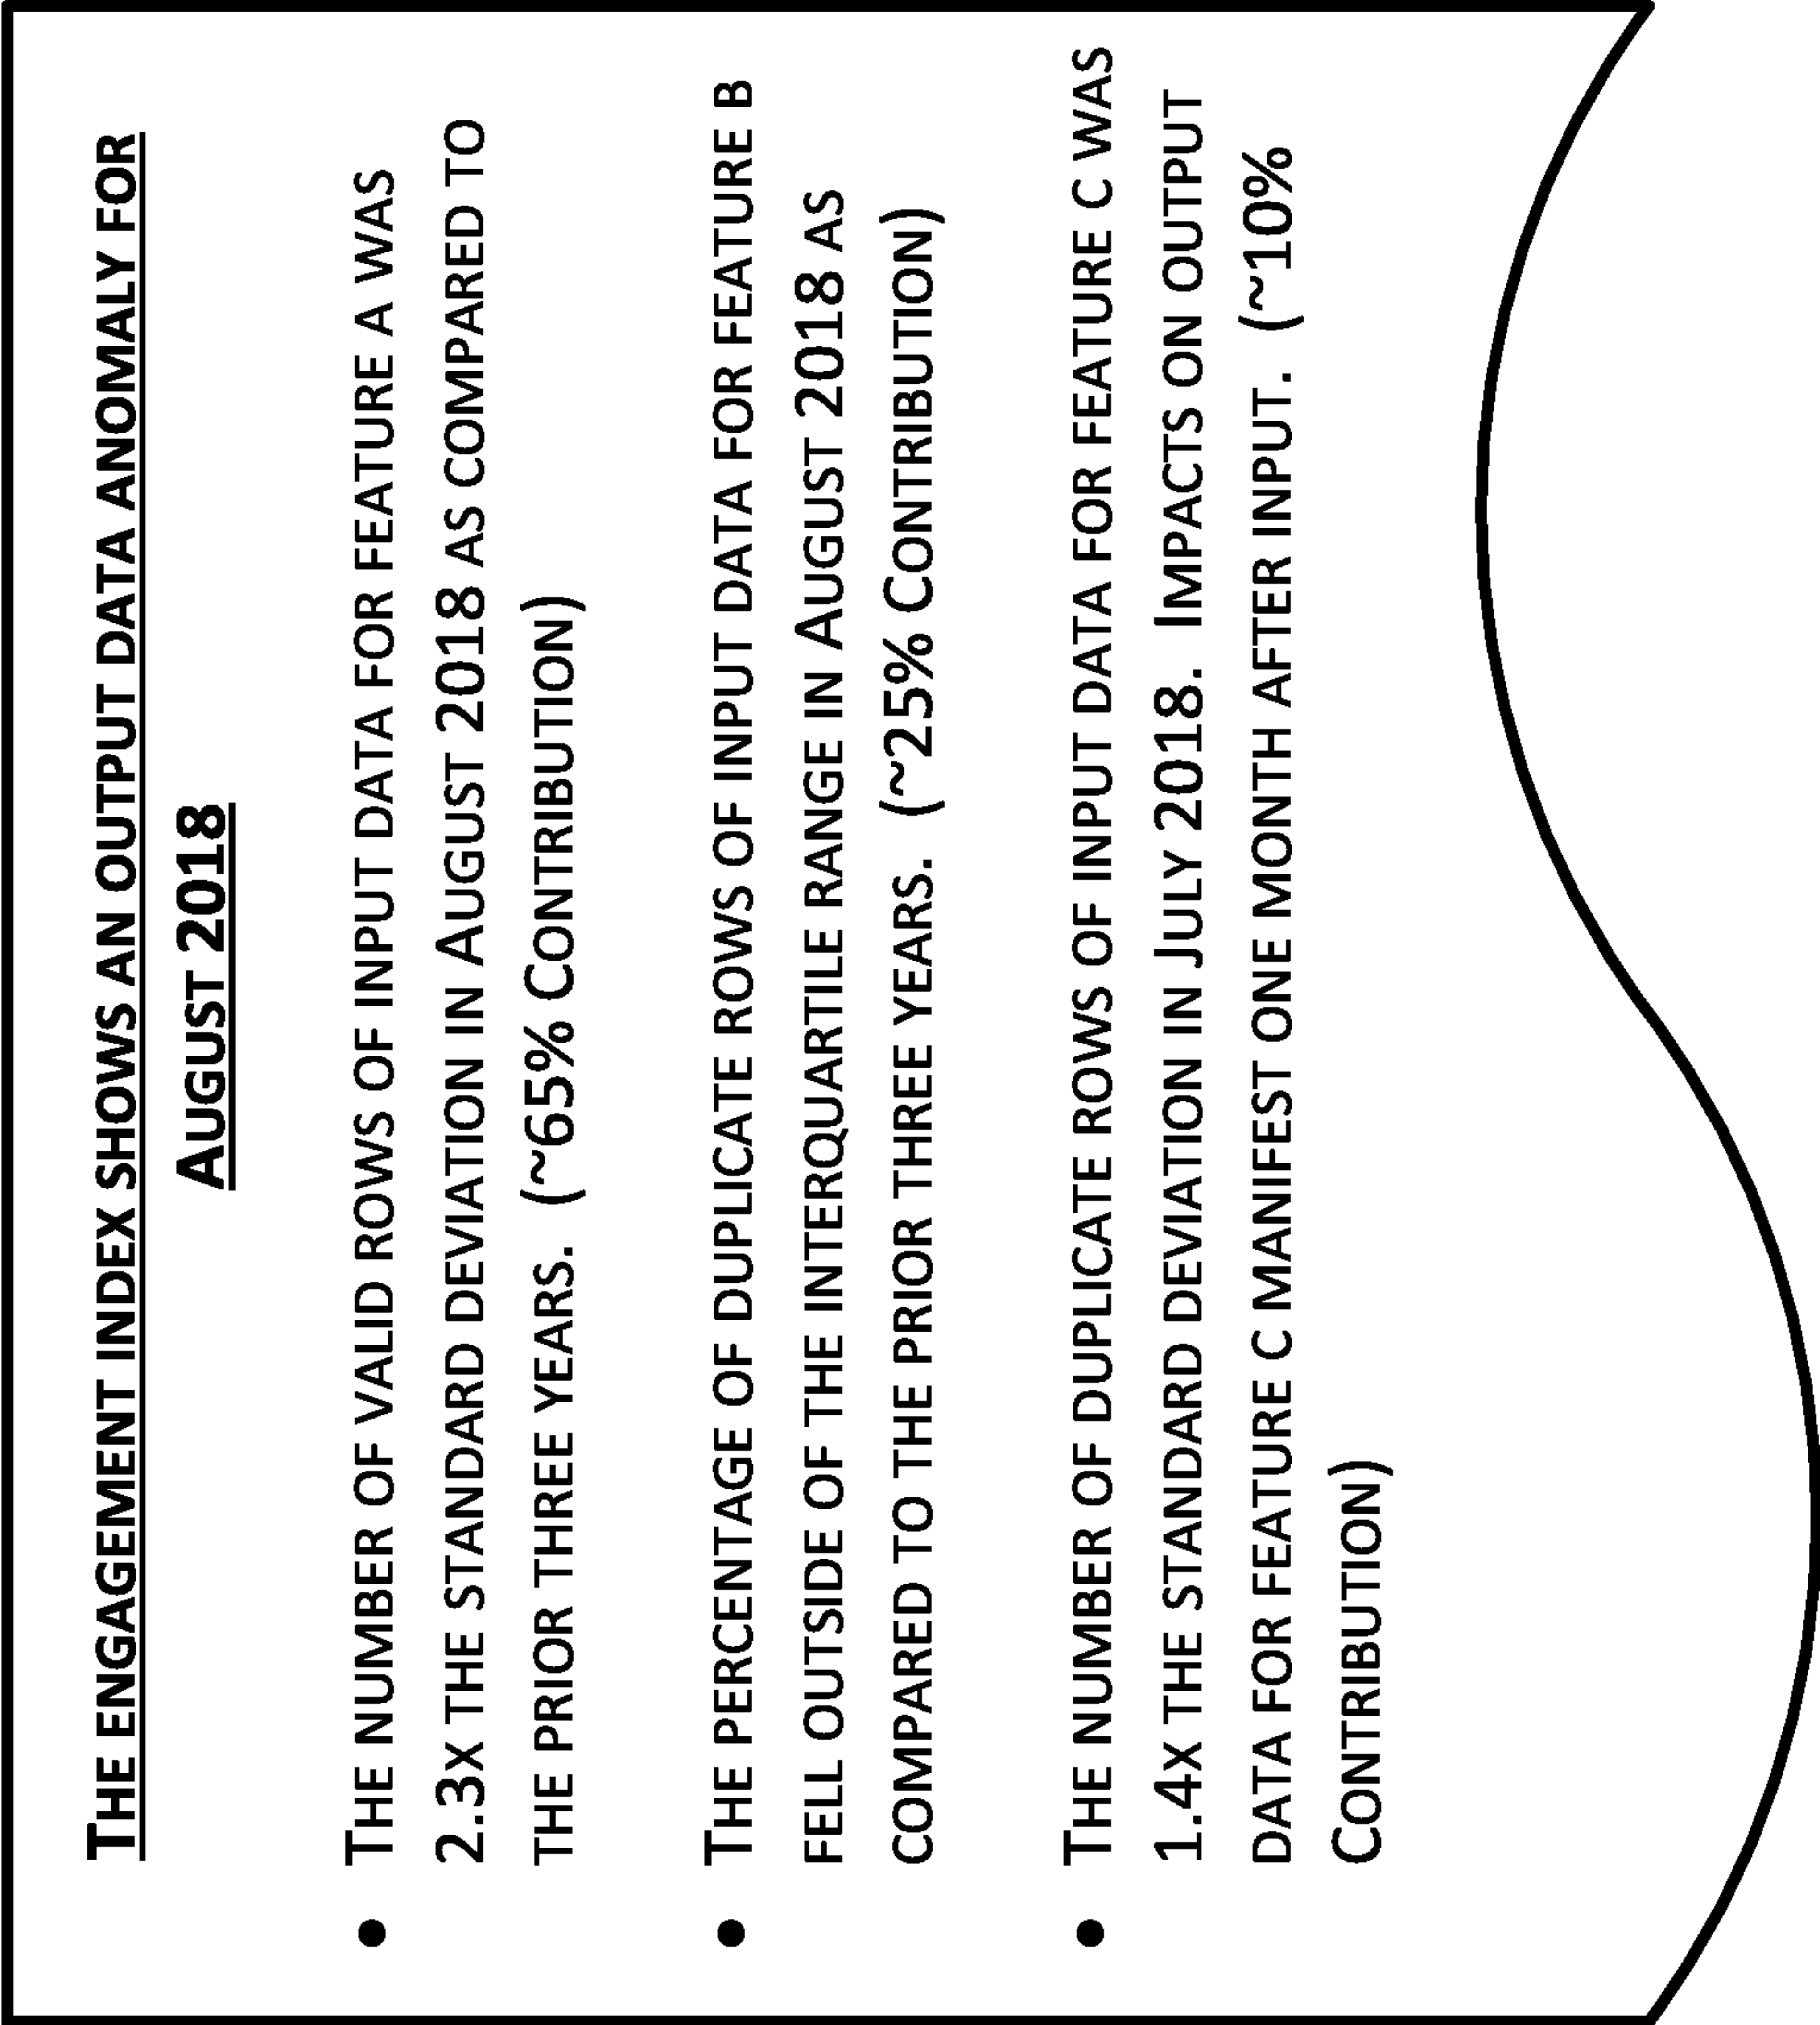 THE ENGAGEMENT INDEX SHOWS AN OUTPUT DATA ANOMALY FOR
AUGUST 2018
• THE NUMBER OF VALID ROWS OF INPUT DATA FOR FEATURE A WAS
2.3X THE STANDARD DEVIATION IN AUGUST 2018 AS COMPARED TO
THE PRIOR THREE YEARS. (~65% CONTRIBUTION)
• THE PERCENTAGE OF DUPLICATE ROWS OF INPUT DATA FOR FEATURE B
FELL OUTSIDE OF THE INTERQUARTILE RANGE IN AUGUST 2018 AS
COMPARED TO THE PRIOR THREE YEARS. (~25% CONTRIBUTION)
• THE NUMBER OF DUPLICATE ROWS OF INPUT DATA FOR FEATURE C WAS
1.4X THE STANDARD DEVIATION IN JULY 2018. IMPACTS ON OUTPUT
DATA FOR FEATURE C MANIFEST ONE MONTH AFTER INPUT. (~10%
CONTRIBUTION)